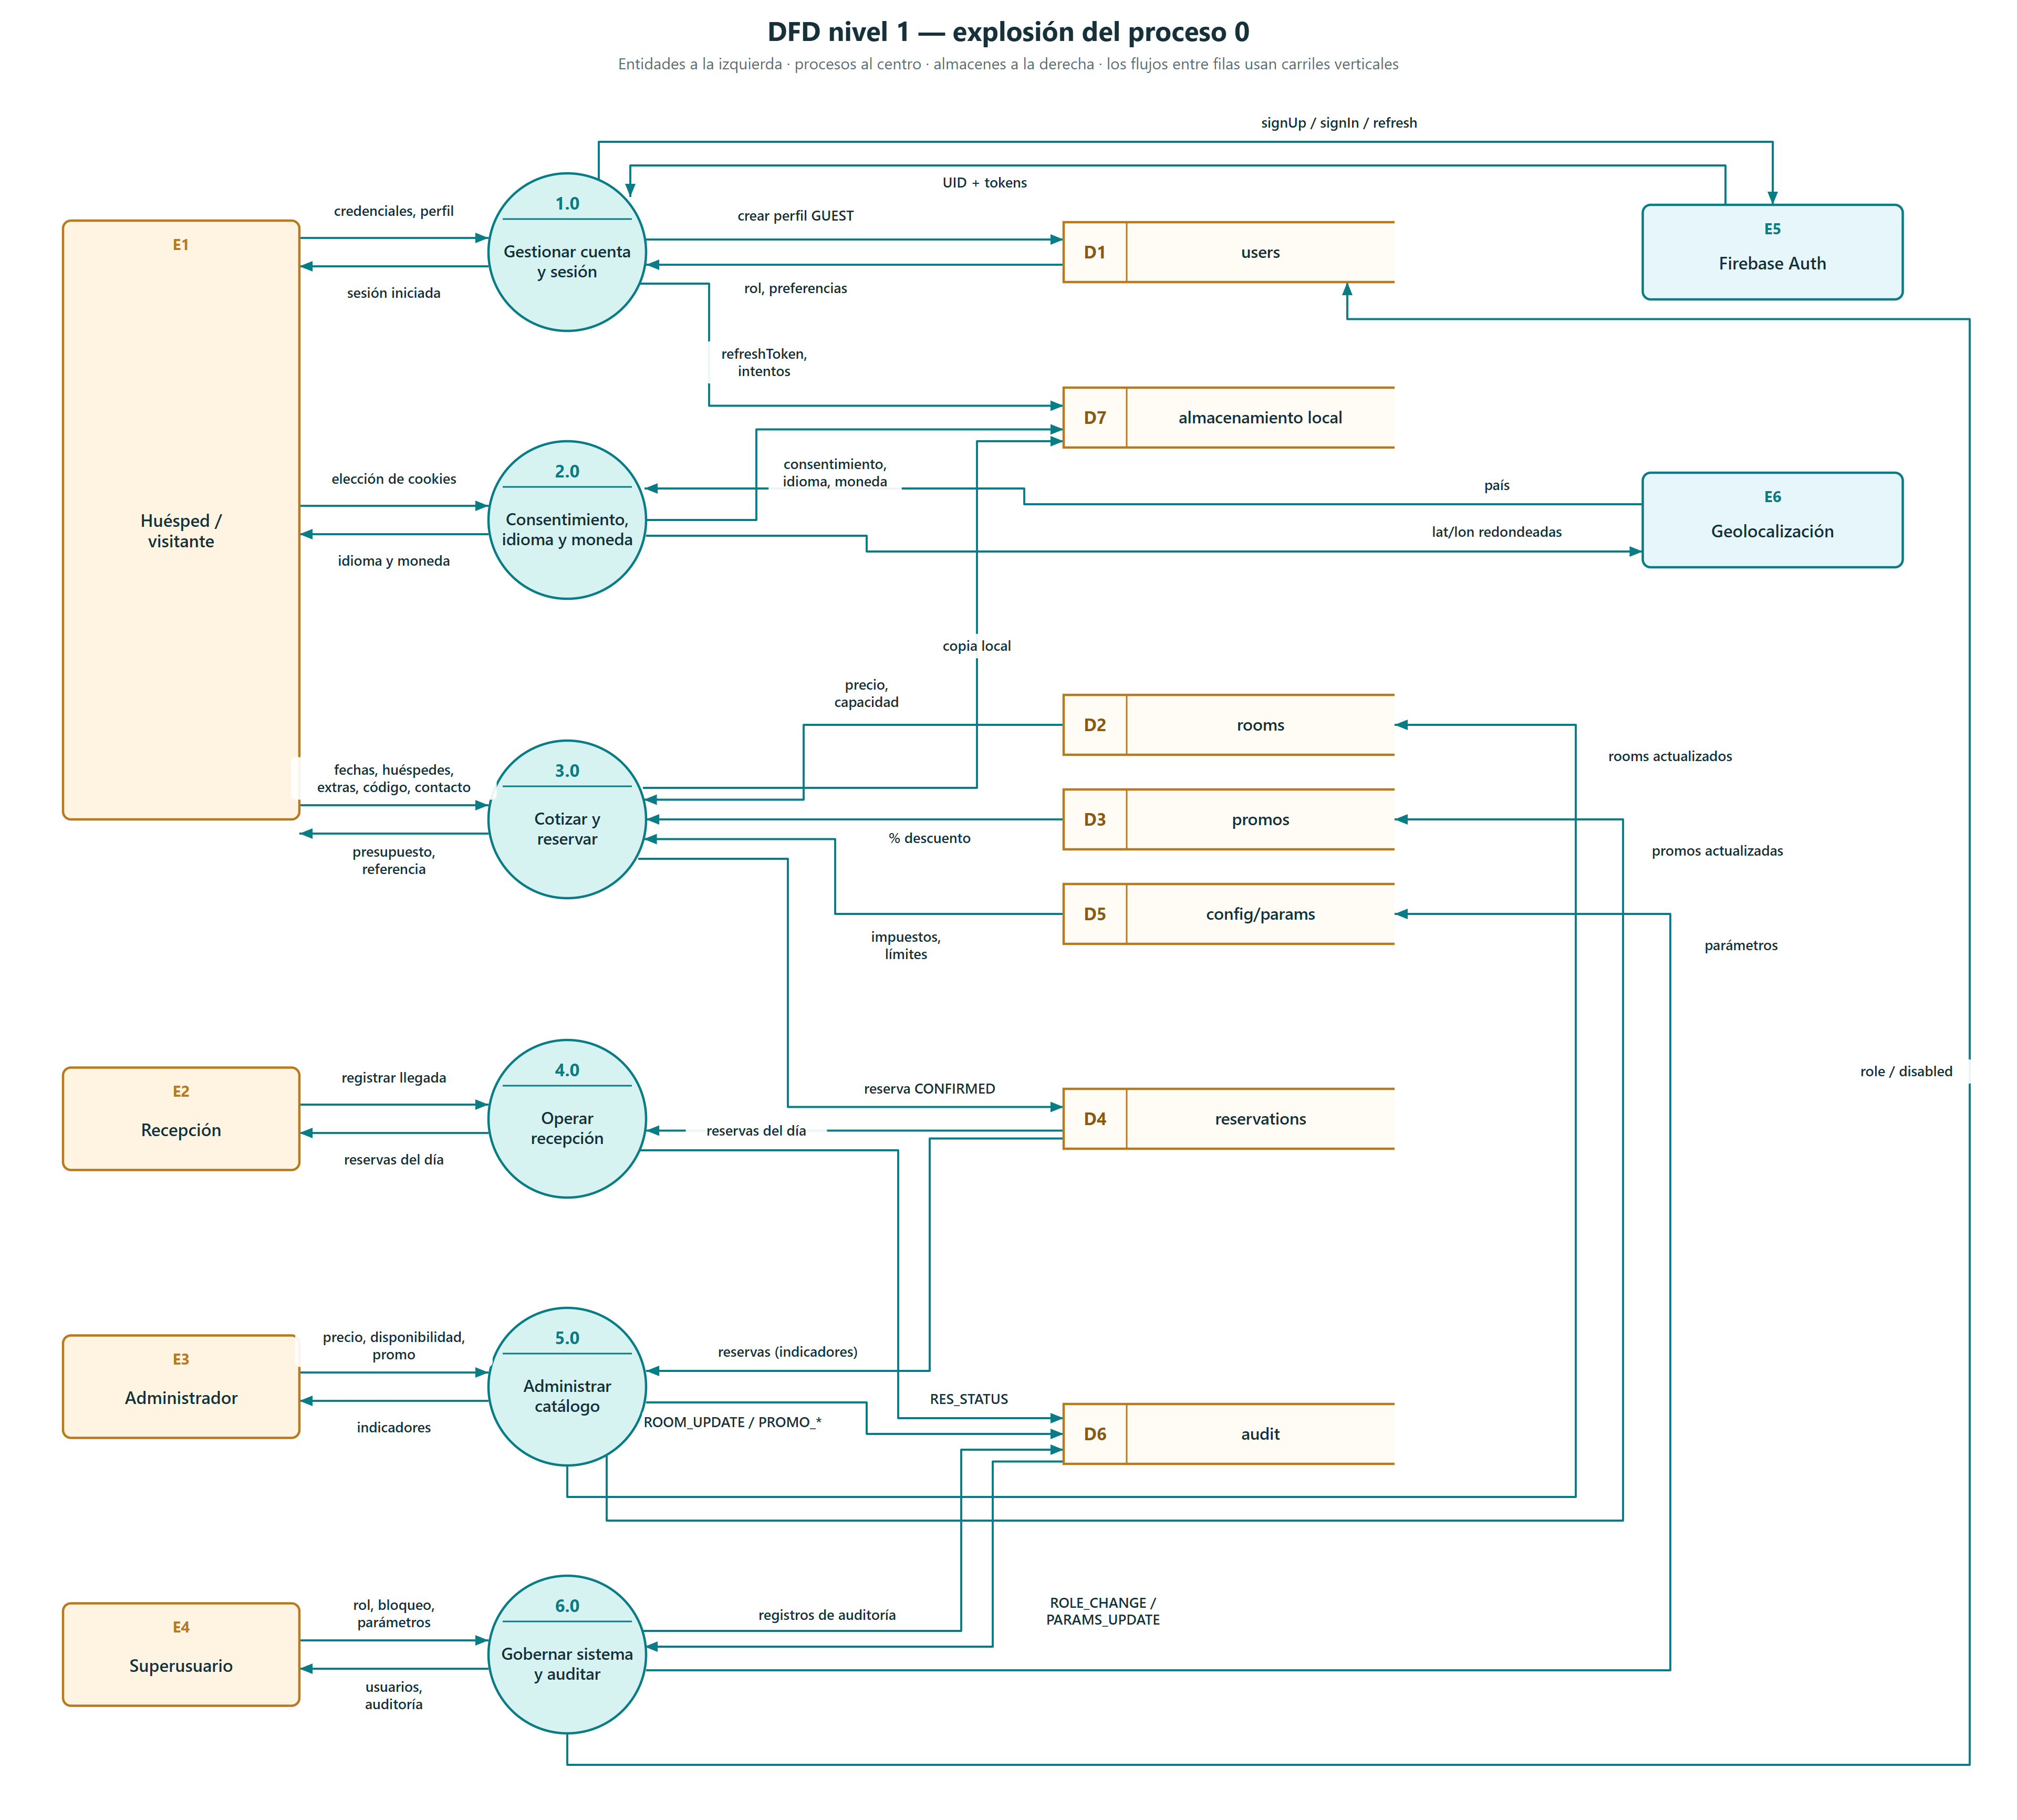 DFD nivel 1 — explosión del proceso 0
Entidades a la izquierda · procesos al centro · almacenes a la derecha · los flujos entre filas usan carriles verticales
signUp / signIn / refresh
UID + tokens
E1
Huésped /
visitante
credenciales, perfil
sesión iniciada
1.0
Gestionar cuenta
y sesión
crear perfil GUEST
rol, preferencias
D1
users
E5
Firebase Auth
refreshToken,
intentos
D7
almacenamiento local
elección de cookies
idioma y moneda
2.0
Consentimiento,
idioma y moneda
consentimiento,
idioma, moneda
país
lat/lon redondeadas
E6
Geolocalización
copia local
precio,
capacidad
D2
rooms
rooms actualizados
fechas, huéspedes,
extras, código, contacto
presupuesto,
referencia
3.0
Cotizar y
reservar
% descuento
D3
promos
promos actualizadas
impuestos,
límites
D5
config/params
parámetros
E2
Recepción
registrar llegada
reservas del día
4.0
Operar
recepción
reserva CONFIRMED
reservas del día
D4
reservations
role / disabled
E3
Administrador
precio, disponibilidad,
promo
indicadores
5.0
Administrar
catálogo
reservas (indicadores)
RES_STATUS
ROOM_UPDATE / PROMO_*
D6
audit
E4
Superusuario
rol, bloqueo,
parámetros
usuarios,
auditoría
6.0
Gobernar sistema
y auditar
registros de auditoría
ROLE_CHANGE /
PARAMS_UPDATE